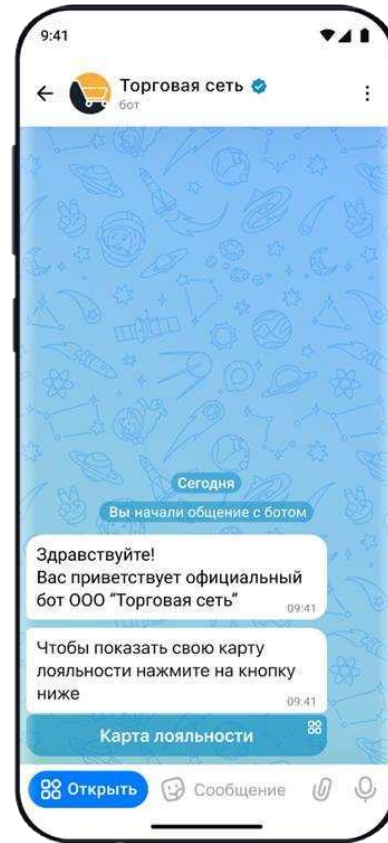 9:41
Торговая сеть
бот
Сегодня
Вы начали общение с ботом
Здравствуйте!
Вас приветствует официальный
бот ООО "Торговая сеть"
09:41
Чтобы показать свою карту
лояльности нажмите на кнопку
ниже
09:41
Карта лояльности
Открыть
Сообщение